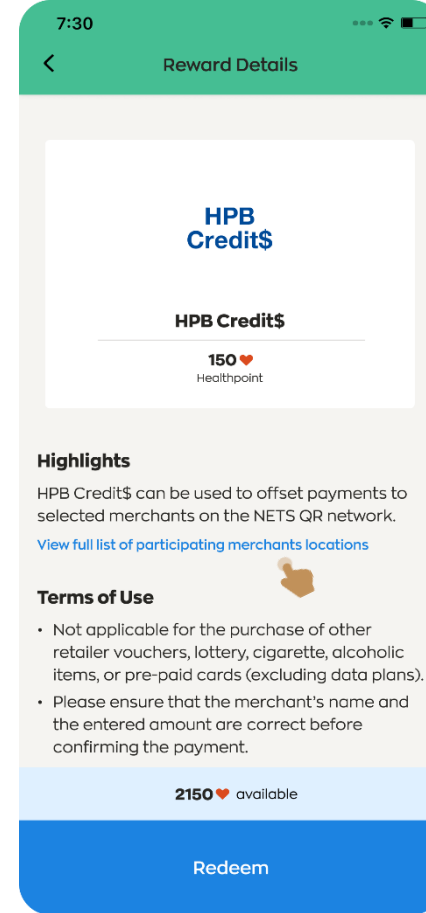 7:30
Reward Details
HPB
Credit$
HPB Credit$
150
Healthpoint
Highlights
HPB Credit$ can be used to offset payments to
selected merchants on the NETS QR network.
View full list of participating merchants locations
Terms of Use
• Not applicable for the purchase of other
retailer vouchers, lottery, cigarette, alcoholic
items, or pre-paid cards (excluding data plans).
• Please ensure that the merchant's name and
the entered amount are correct before
confirming the payment.
2150 available
Redeem